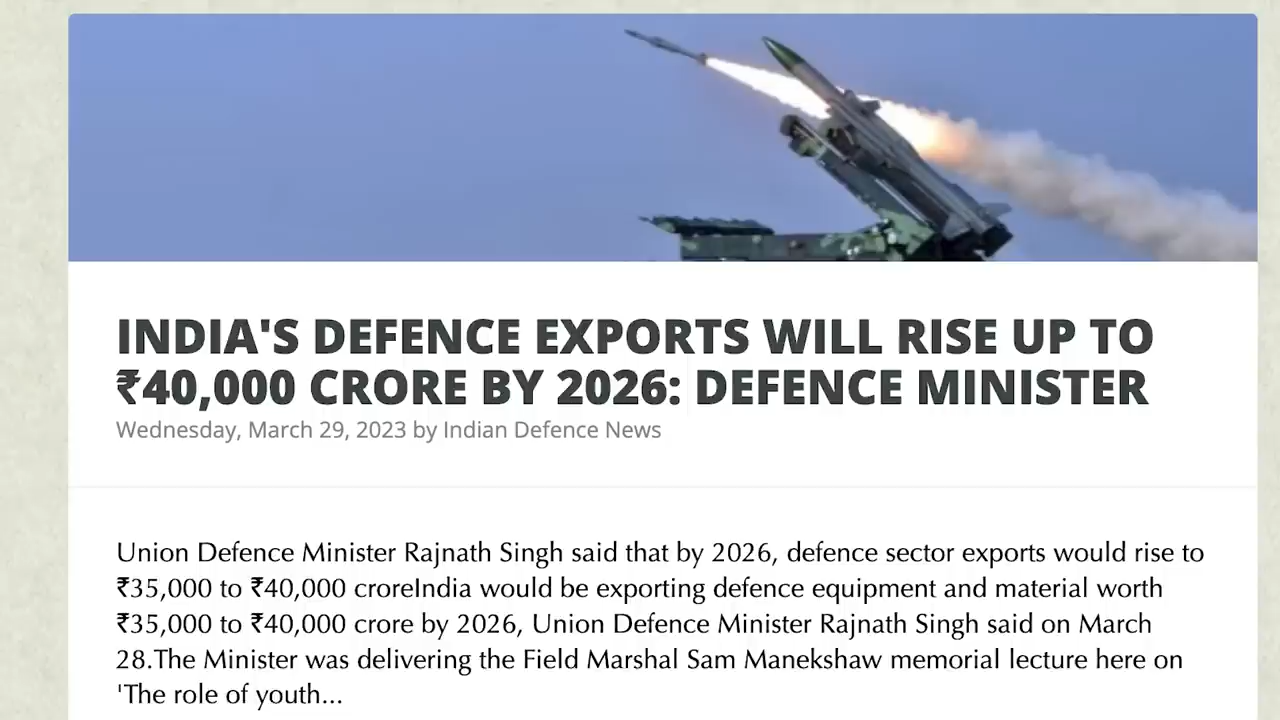 INDIA'S DEFENCE EXPORTS WILL RISE UP TO
₹40,000 CRORE BY 2026: DEFENCE MINISTER
Wednesday, March 29, 2023 by Indian Defence News
Union Defence Minister Rajnath Singh said that by 2026, defence sector exports would rise to
₹35,000 to ₹40,000 croreIndia would be exporting defence equipment and material worth
₹35,000 to ₹40,000 crore by 2026, Union Defence Minister Rajnath Singh said on March
28.The Minister was delivering the Field Marshal Sam Manekshaw memorial lecture here on
'The role of youth...